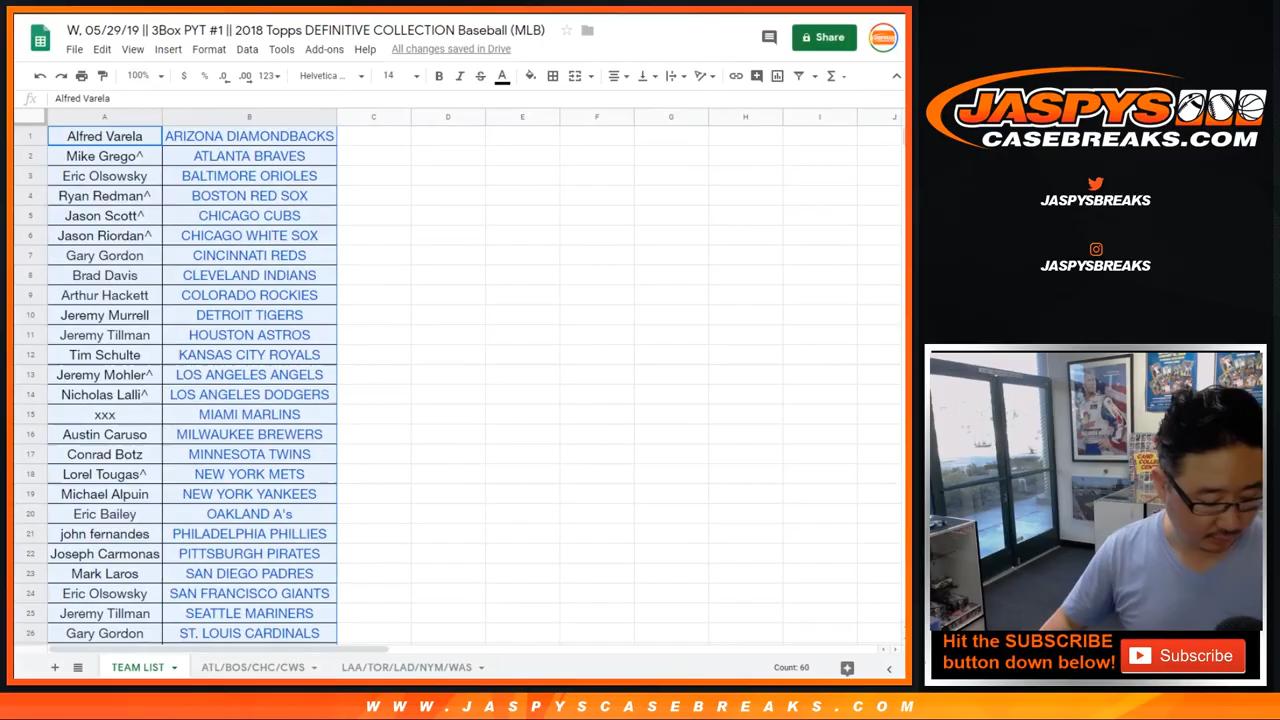 W, 05/29/19 || 3Box PYT #1 || 2018 Topps DEFINITIVE COLLECTION Baseball (MLB)
File Edit View Insert Format Data Tools Add-ons Help All changes saved in Drive
Share
100% $ % .0 .00 123 Helvetica ... 14 B I S A
fx Alfred Varela
A B C D E F G H I J
1 Alfred Varela ARIZONA DIAMONDBACKS
2 Mike Grego^ ATLANTA BRAVES
3 Eric Olsowsky BALTIMORE ORIOLES
4 Ryan Redman^ BOSTON RED SOX
5 Jason Scott^ CHICAGO CUBS
6 Jason Riordan^ CHICAGO WHITE SOX
7 Gary Gordon CINCINNATI REDS
8 Brad Davis CLEVELAND INDIANS
9 Arthur Hackett COLORADO ROCKIES
10 Jeremy Murrell DETROIT TIGERS
11 Jeremy Tillman HOUSTON ASTROS
12 Tim Schulte KANSAS CITY ROYALS
13 Jeremy Mohler^ LOS ANGELES ANGELS
14 Nicholas Lalli^ LOS ANGELES DODGERS
15 xxx MIAMI MARLINS
16 Austin Caruso MILWAUKEE BREWERS
17 Conrad Botz MINNESOTA TWINS
18 Lorel Tougas^ NEW YORK METS
19 Michael Alpuin NEW YORK YANKEES
20 Eric Bailey OAKLAND A's
21 john fernandes PHILADELPHIA PHILLIES
22 Joseph Carmonas PITTSBURGH PIRATES
23 Mark Laros SAN DIEGO PADRES
24 Eric Olsowsky SAN FRANCISCO GIANTS
25 Jeremy Tillman SEATTLE MARINERS
26 Gary Gordon ST. LOUIS CARDINALS
TEAM LIST ATL/BOS/CHC/CWS LAA/TOR/LAD/NYM/WAS Count: 60
JASPYS
CASEBREAKS.COM
JASPYSBREAKS
JASPYSBREAKS
Hit the SUBSCRIBE
button down below!
Subscribe
WWW.JASPYSCASEBREAKS.COM